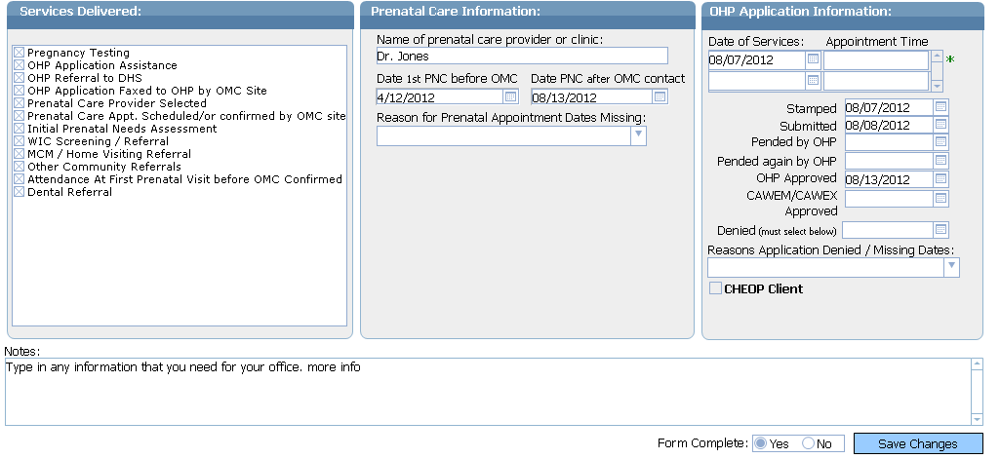 Services Delivered:
Pregnancy Testing
OHP Application Assistance
OHP Referral to DHS
OHP Application Faxed to OHP by OMC Site
Prenatal Care Provider Selected
Prenatal Care Appt. Scheduled/or confirmed by OMC site
Initial Prenatal Needs Assessment
WIC Screening / Referral
MCM / Home Visiting Referral
Other Community Referrals
Attendance At First Prenatal Visit before OMC Confirmed
Dental Referral
Prenatal Care Information:
Name of prenatal care provider or clinic:
Dr. Jones
Date 1st PNC before OMC Date PNC after OMC contact
4/12/2012 08/13/2012
Reason for Prenatal Appointment Dates Missing:
OHP Application Information:
Date of Services: Appointment Time
08/07/2012 *
Stamped 08/07/2012
Submitted 08/08/2012
Pended by OHP
Pended again by OHP
OHP Approved 08/13/2012
CAWEM/CAWEX
Approved
Denied (must select below)
Reasons Application Denied / Missing Dates:
CHEOP Client
Notes:
Type in any information that you need for your office. more info
Form Complete: Yes No Save Changes